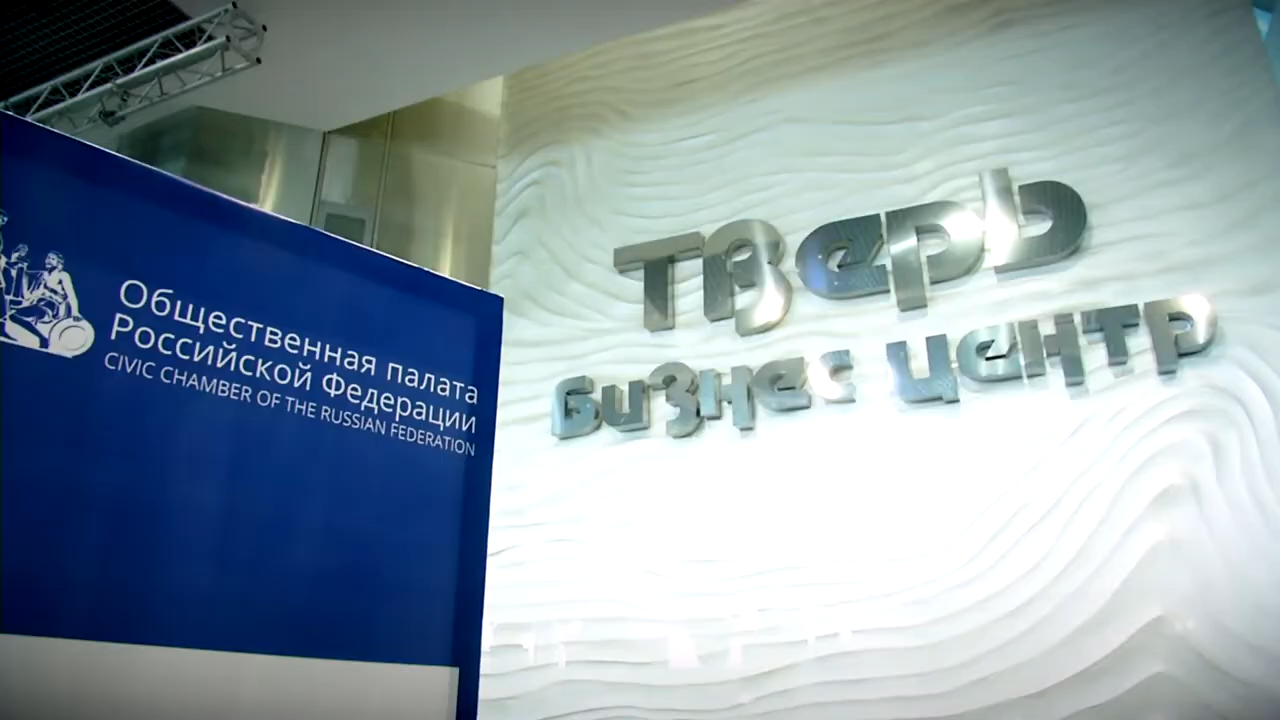 Общественная палата
Российской Федерации
CIVIC CHAMBER OF THE RUSSIAN FEDERATION
тверь
бизнес центр